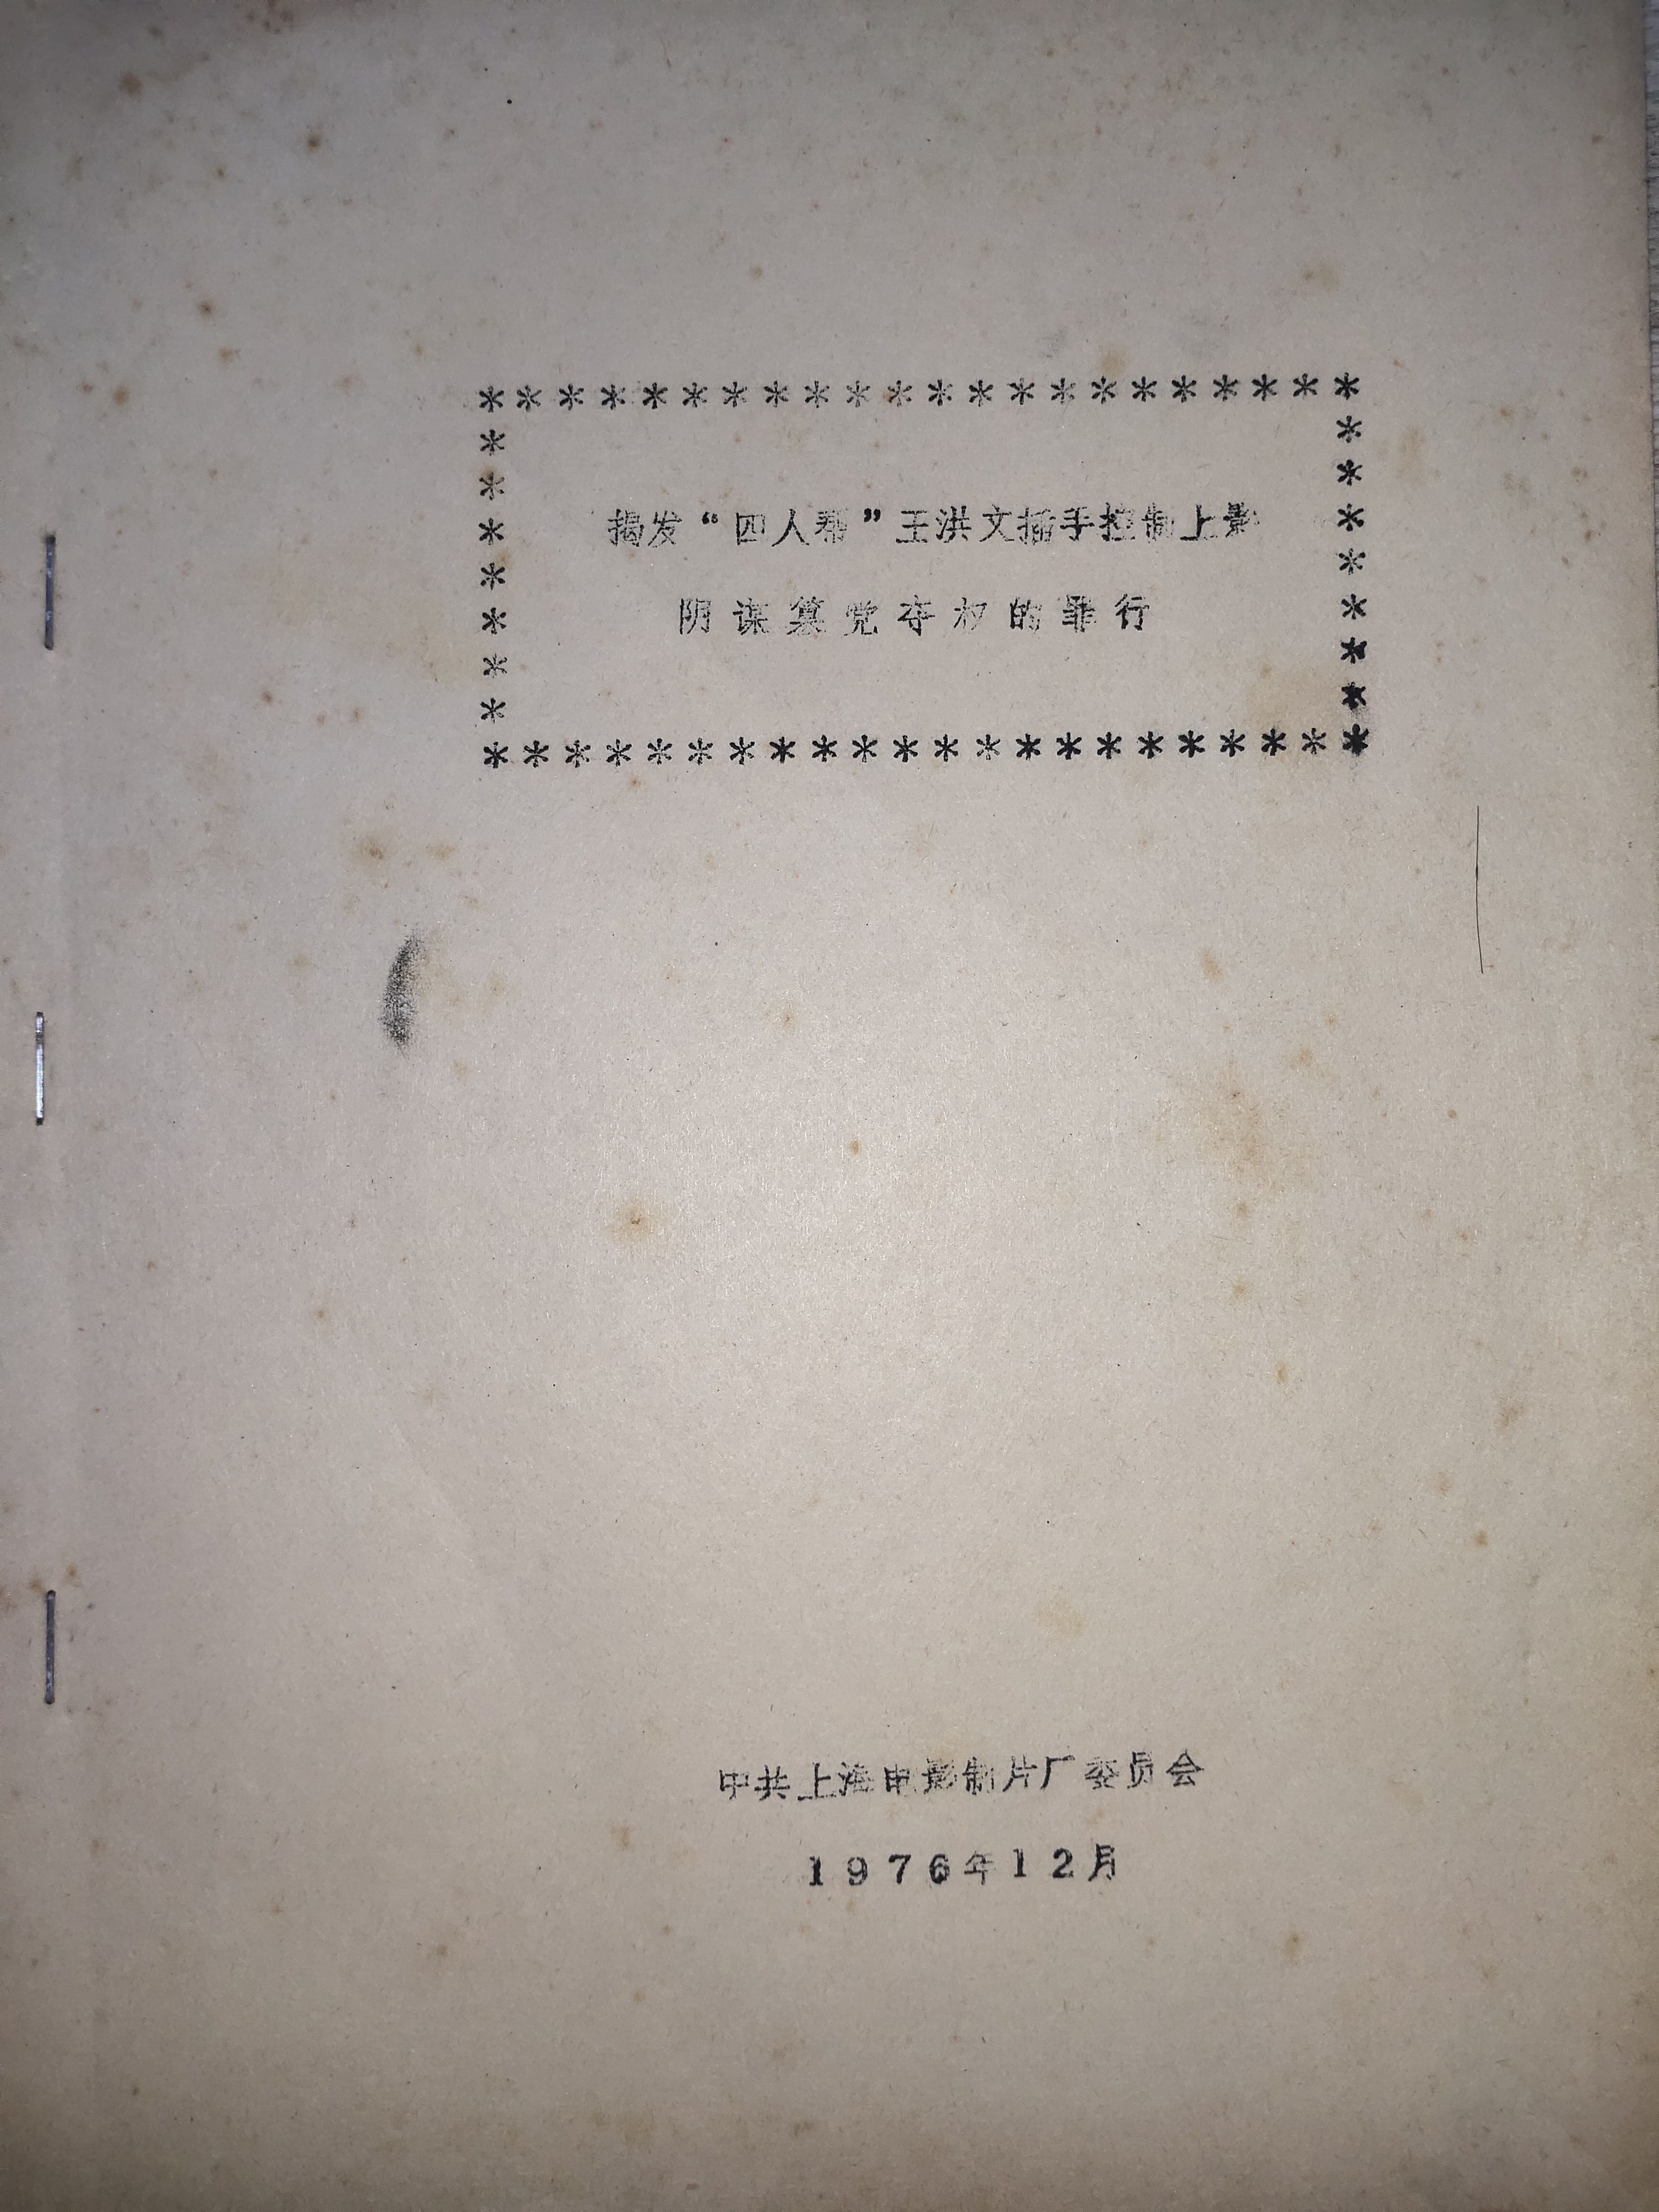 揭发“四人帮”王洪文插手控制上影
阴谋篡党夺权的罪行
中共上海电影制片厂委员会
1976年12月